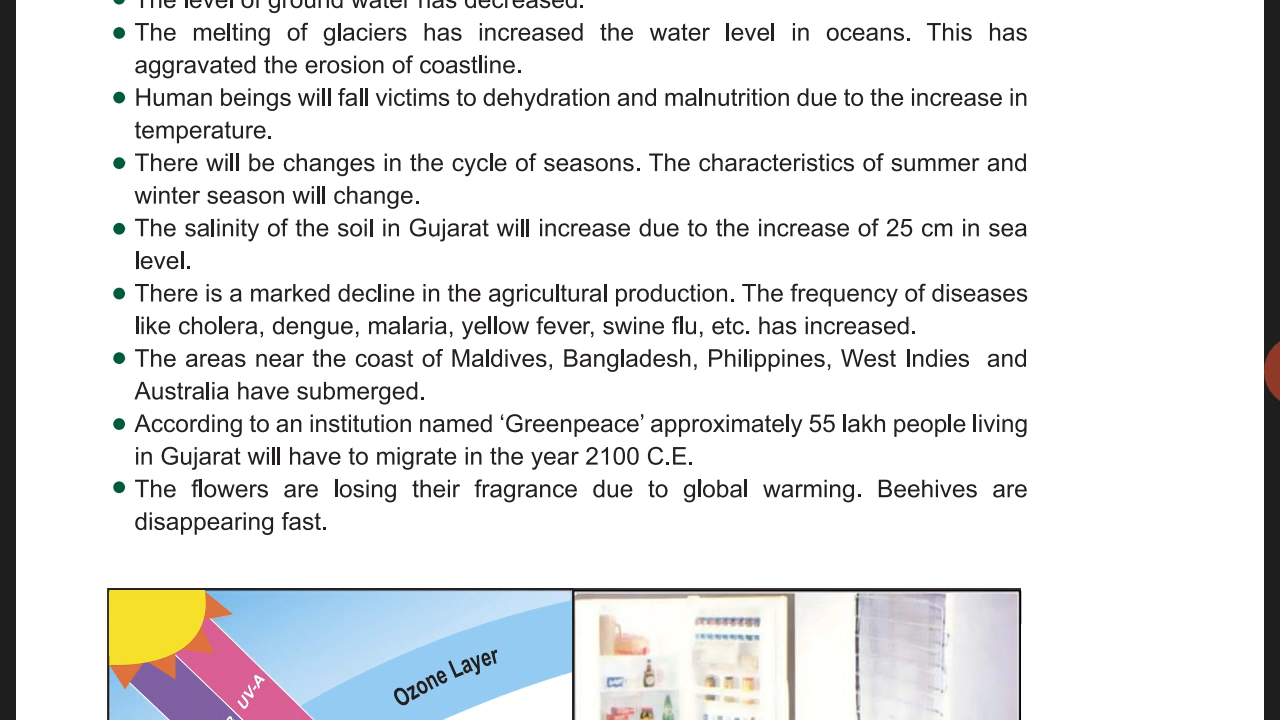 The level of ground water has decreased.
The melting of glaciers has increased the water level in oceans. This has
aggravated the erosion of coastline.
Human beings will fall victims to dehydration and malnutrition due to the increase in
temperature.
There will be changes in the cycle of seasons. The characteristics of summer and
winter season will change.
The salinity of the soil in Gujarat will increase due to the increase of 25 cm in sea
level.
There is a marked decline in the agricultural production. The frequency of diseases
like cholera, dengue, malaria, yellow fever, swine flu, etc. has increased.
The areas near the coast of Maldives, Bangladesh, Philippines, West Indies and
Australia have submerged.
According to an institution named ‘Greenpeace’ approximately 55 lakh people living
in Gujarat will have to migrate in the year 2100 C.E.
The flowers are losing their fragrance due to global warming. Beehives are
disappearing fast.
Ozone Layer
UV-A